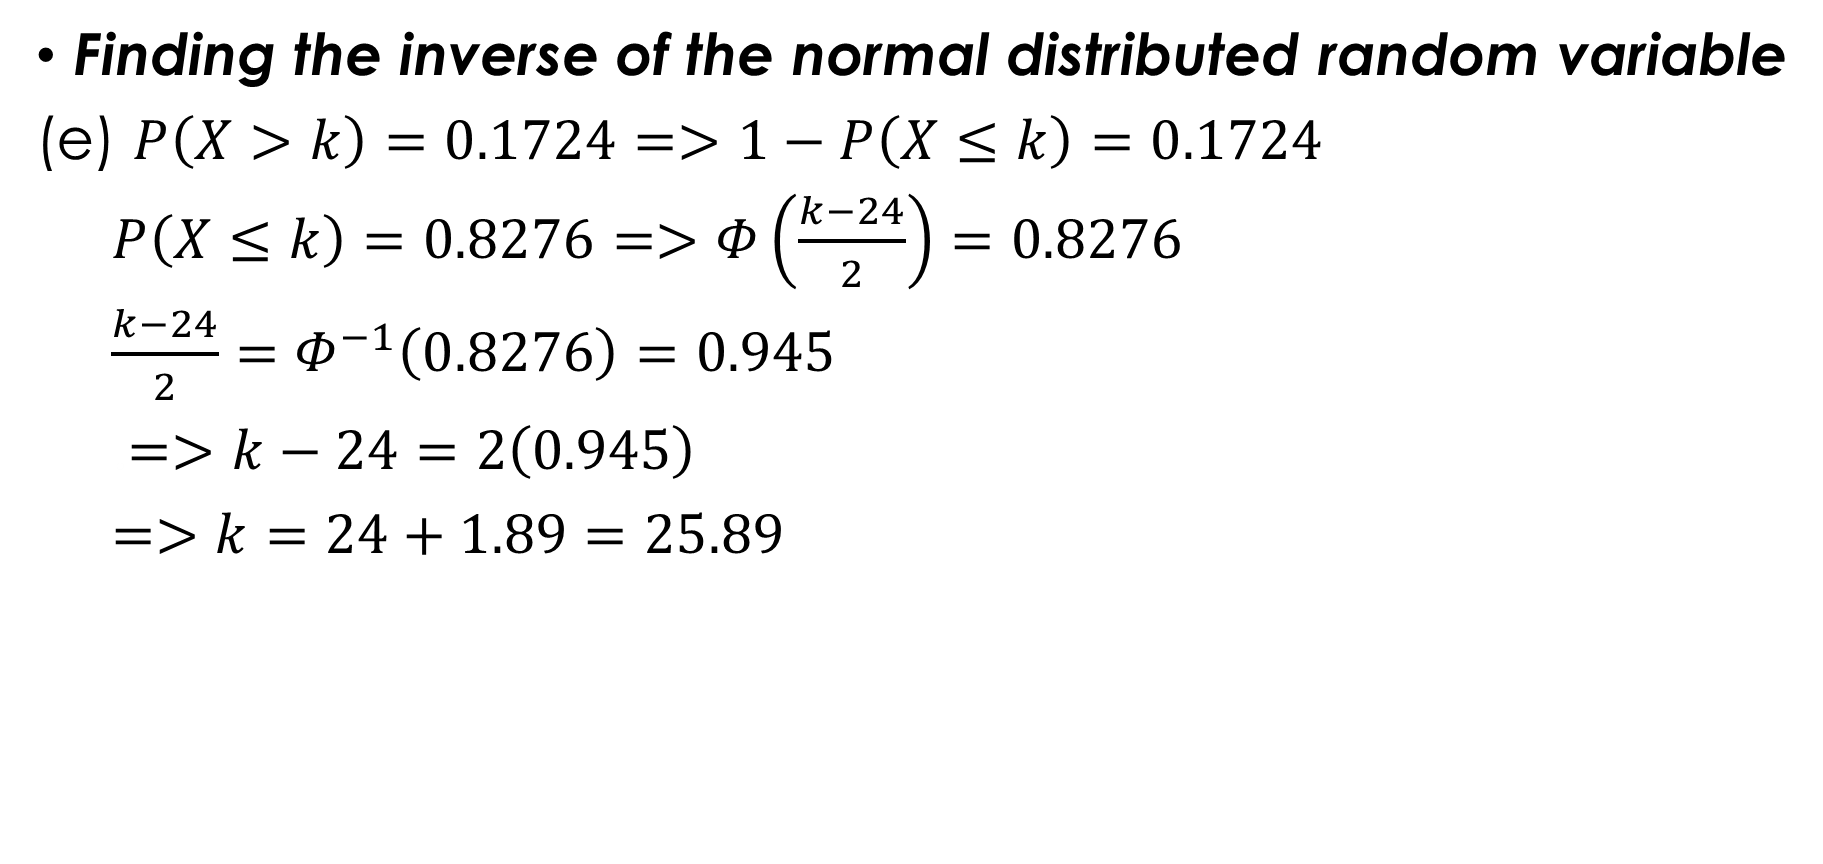 • Finding the inverse of the normal distributed random variable
(e) P(X > k) = 0.1724 => 1 − P(X ≤ k) = 0.1724
P(X ≤ k) = 0.8276 => Φ((k−24)/2) = 0.8276
(k−24)/2 = Φ⁻¹(0.8276) = 0.945
=> k − 24 = 2(0.945)
=> k = 24 + 1.89 = 25.89